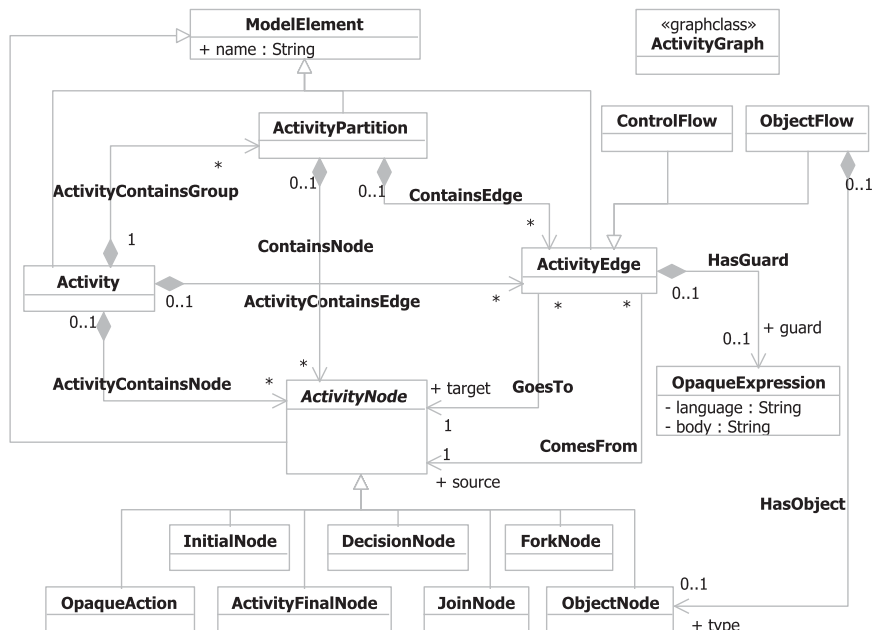 ModelElement
+ name : String
«graphclass»
ActivityGraph
ActivityPartition
ControlFlow
ObjectFlow
*
0..1
0..1
0..1
ActivityContainsGroup
ContainsEdge
*
1
ContainsNode
ActivityEdge
HasGuard
Activity
0..1
ActivityContainsEdge
*
*
*
0..1
0..1
+ guard
0..1
*
ActivityContainsNode
*
ActivityNode
+ target
GoesTo
OpaqueExpression
- language : String
- body : String
1
1
ComesFrom
+ source
HasObject
InitialNode
DecisionNode
ForkNode
0..1
OpaqueAction
ActivityFinalNode
JoinNode
ObjectNode
+ type